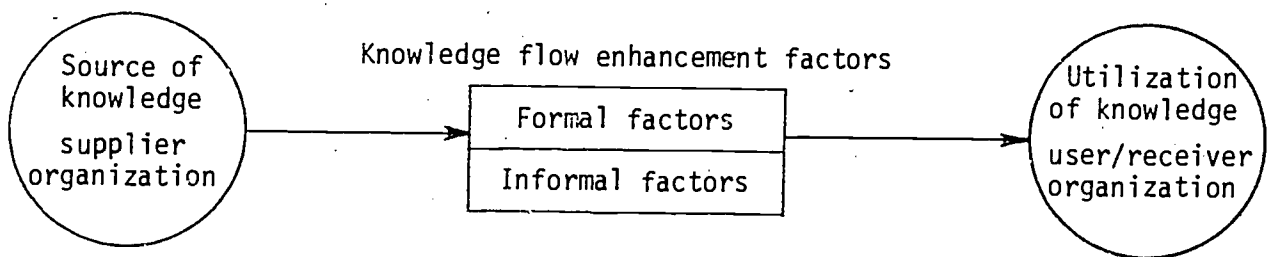 Source of
knowledge
supplier
organization
Knowledge flow enhancement factors
Formal factors
Informal factors
Utilization
of knowledge
user/receiver
organization